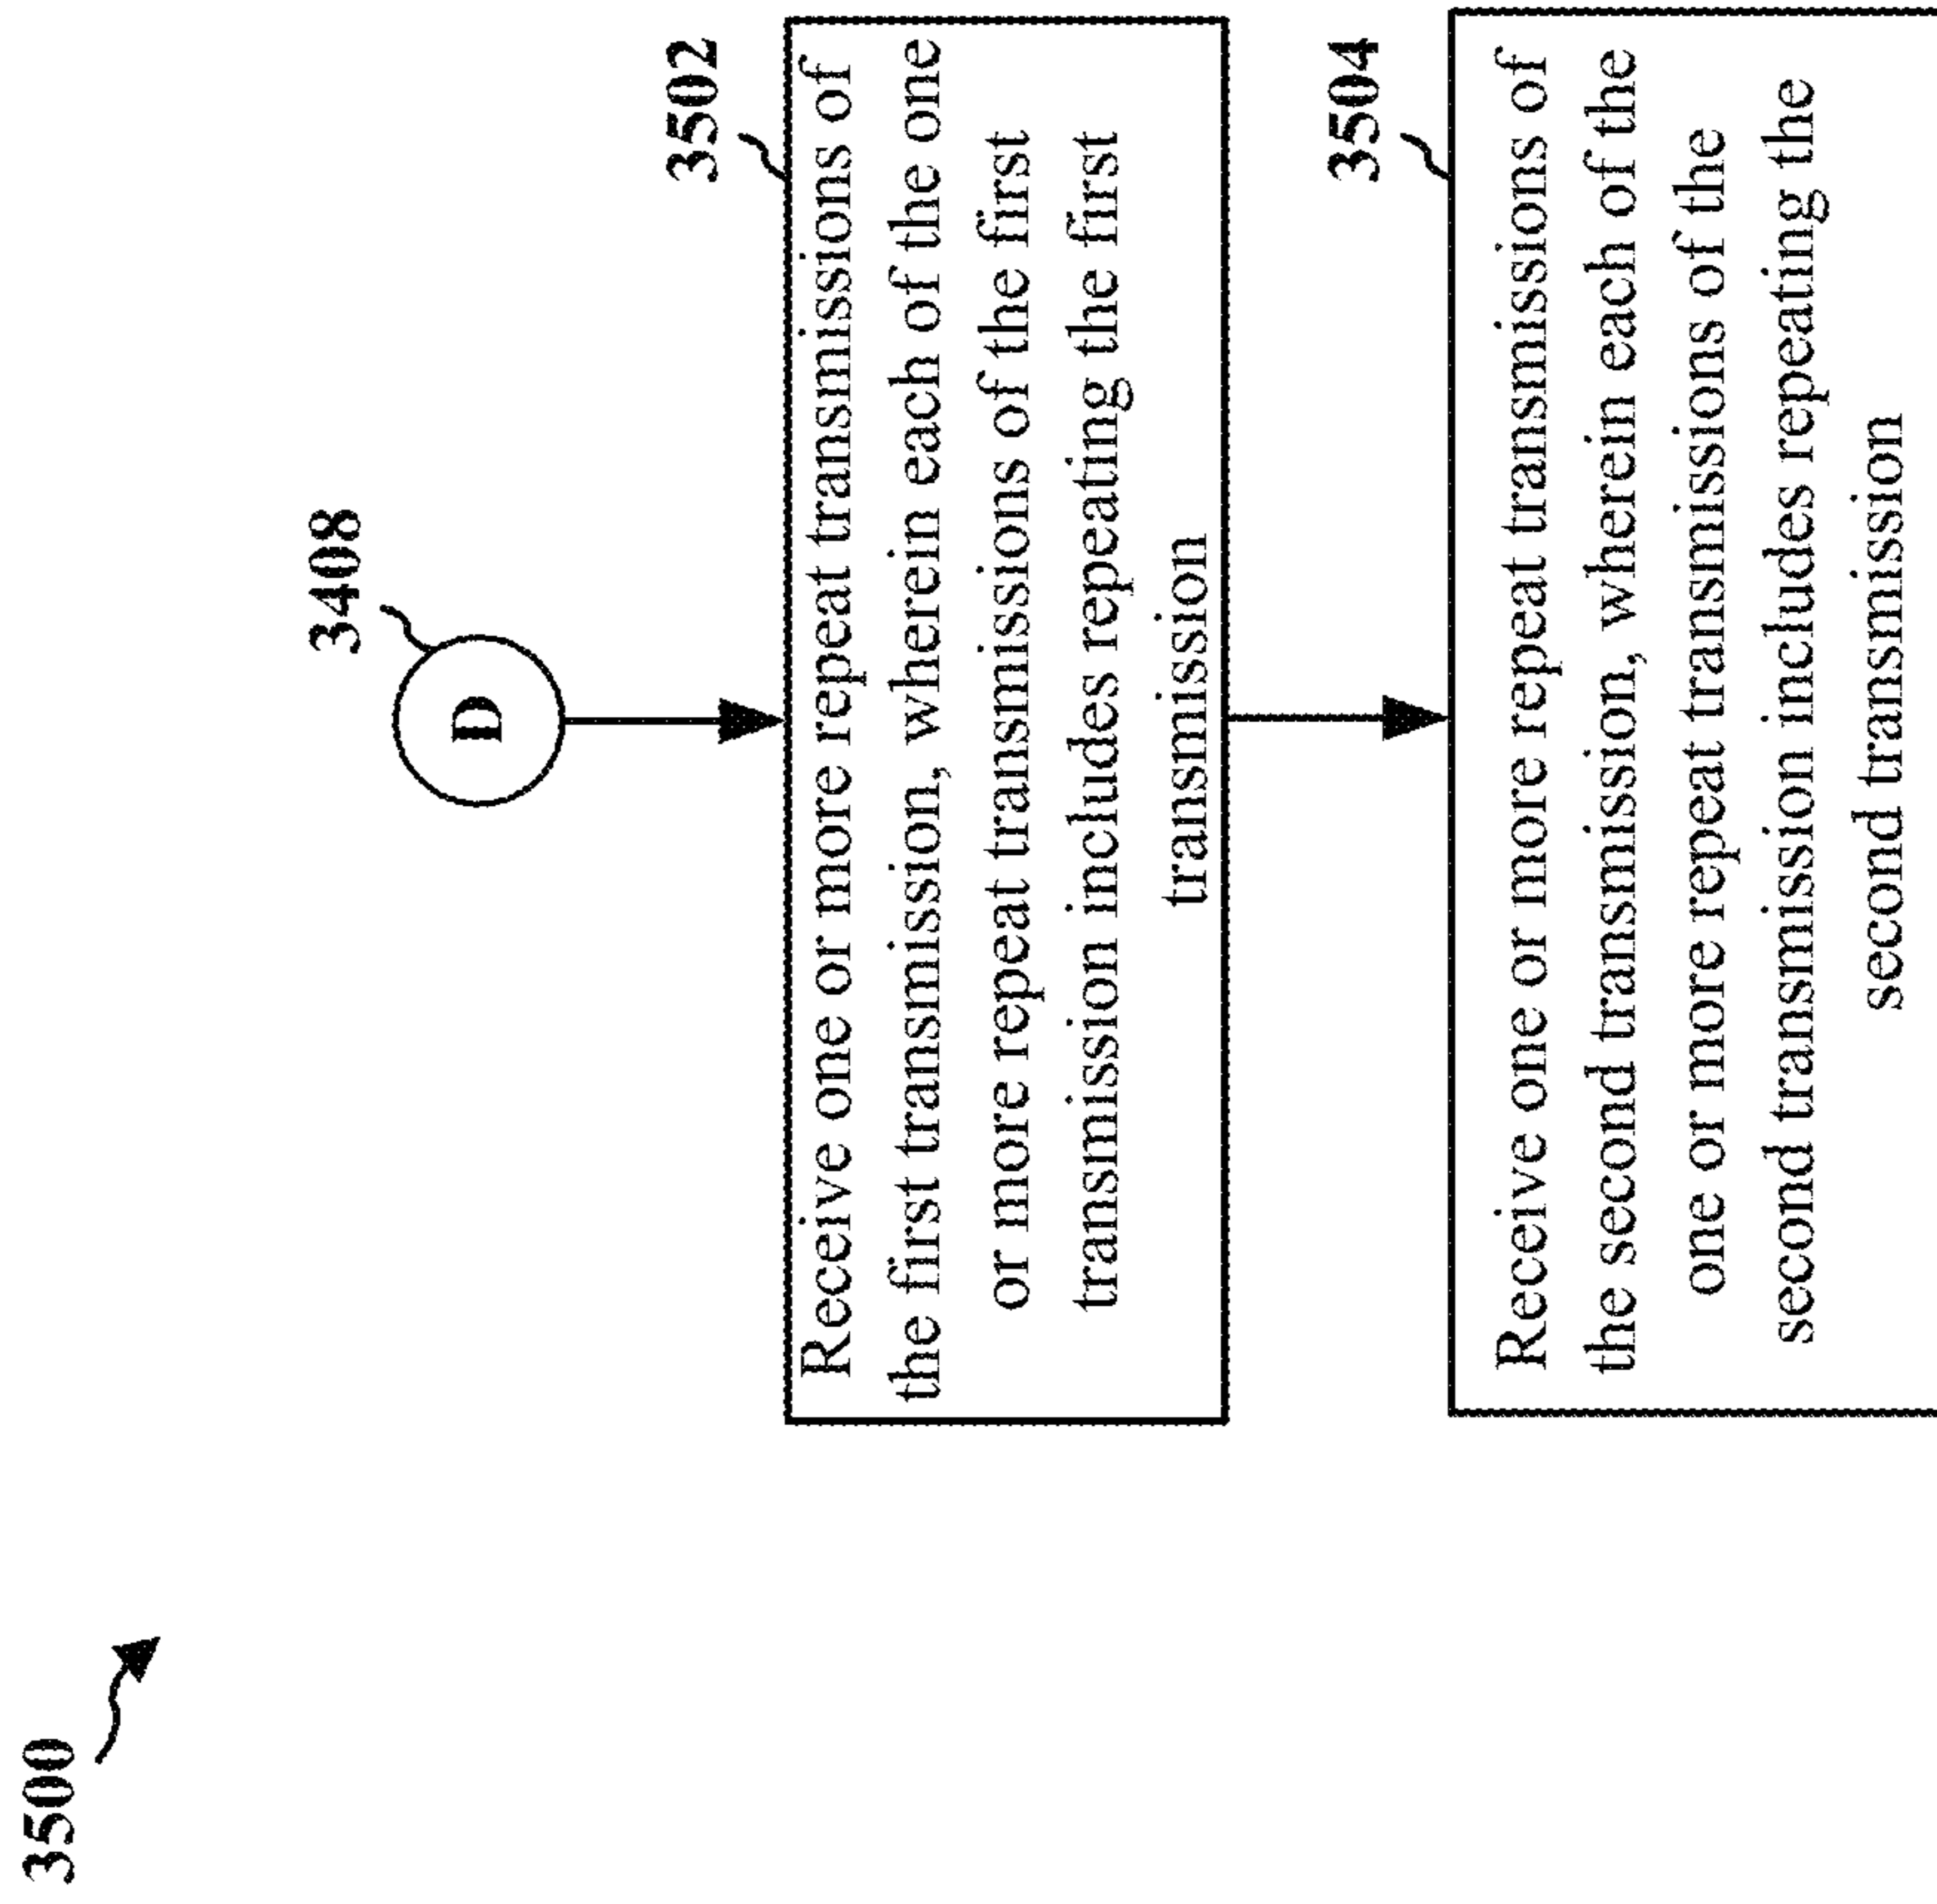 3500
3408
D
3502
Receive one or more repeat transmissions of
the first transmission, wherein each of the one
or more repeat transmissions of the first
transmission includes repeating the first
transmission
3504
Receive one or more repeat transmissions of
the second transmission, wherein each of the
one or more repeat transmissions of the
second transmission includes repeating the
second transmission